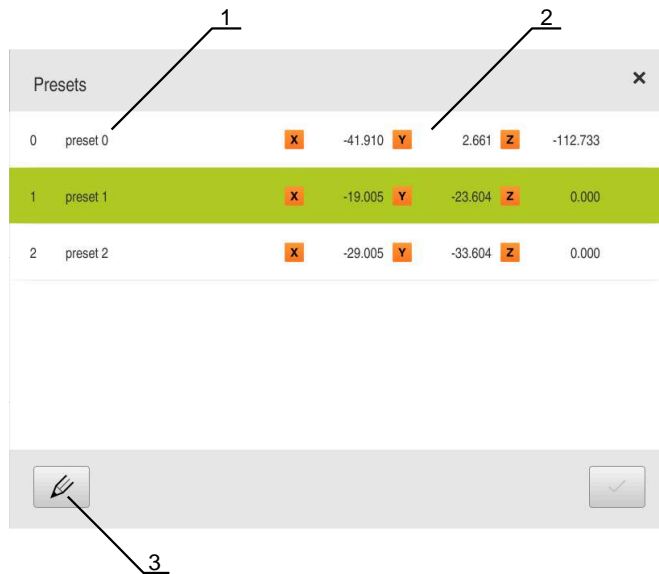 1 2
Presets ×
0 preset 0 X -41.910 Y 2.661 Z -112.733
1 preset 1 X -19.005 Y -23.604 Z 0.000
2 preset 2 X -29.005 Y -33.604 Z 0.000
3